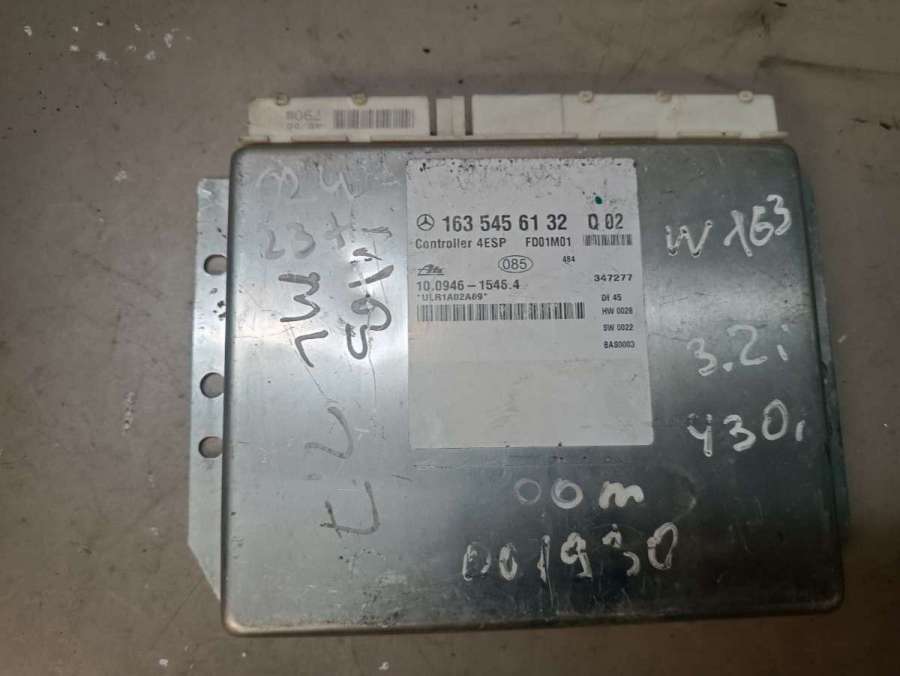 163 545 61 32 Q 02
Controller 4ESP FD01M01
085
484
Ate
10.0946-1546.4
347277
*ULR1A02A69*
DI 45
HW 0028
SW 0022
BAS0003
W 163
3.2i
430i
00m
001930